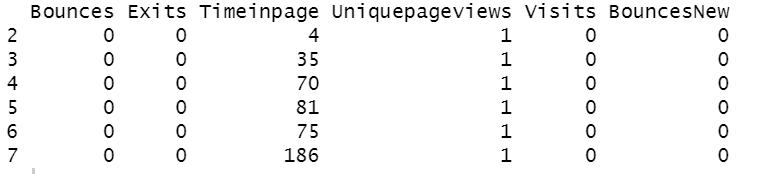 Bounces Exits Timeinpage Uniquepageviews Visits BouncesNew
2 0 0 4 1 0 0
3 0 0 35 1 0 0
4 0 0 70 1 0 0
5 0 0 81 1 0 0
6 0 0 75 1 0 0
7 0 0 186 1 0 0